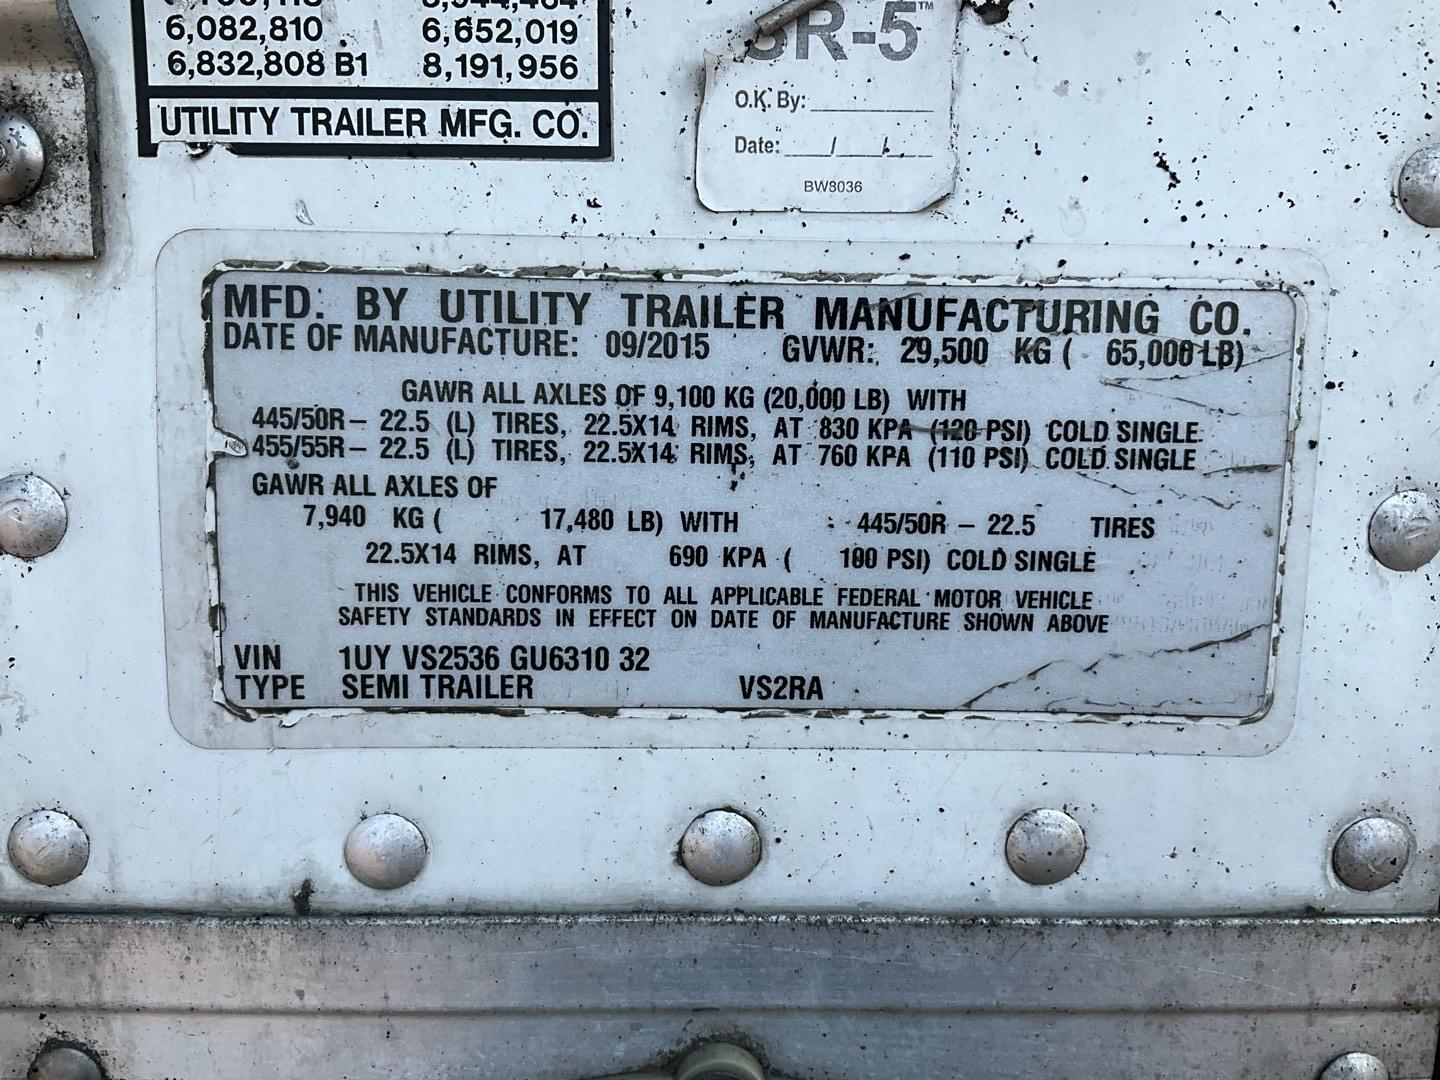 6,082,810 6,652,019
6,832,808 B1 8,191,956
UTILITY TRAILER MFG. CO.
SR-5™
O.K. By:
Date: / /
BW8036
MFD. BY UTILITY TRAILER MANUFACTURING CO.
DATE OF MANUFACTURE: 09/2015 GVWR: 29,500 KG ( 65,000 LB)
GAWR ALL AXLES OF 9,100 KG (20,000 LB) WITH
445/50R - 22.5 (L) TIRES, 22.5X14 RIMS, AT 830 KPA (120 PSI) COLD SINGLE
455/55R - 22.5 (L) TIRES, 22.5X14 RIMS, AT 760 KPA (110 PSI) COLD SINGLE
GAWR ALL AXLES OF
7,940 KG ( 17,480 LB) WITH 445/50R - 22.5 TIRES
22.5X14 RIMS, AT 690 KPA ( 100 PSI) COLD SINGLE
THIS VEHICLE CONFORMS TO ALL APPLICABLE FEDERAL MOTOR VEHICLE
SAFETY STANDARDS IN EFFECT ON DATE OF MANUFACTURE SHOWN ABOVE
VIN 1UY VS2536 GU6310 32
TYPE SEMI TRAILER VS2RA